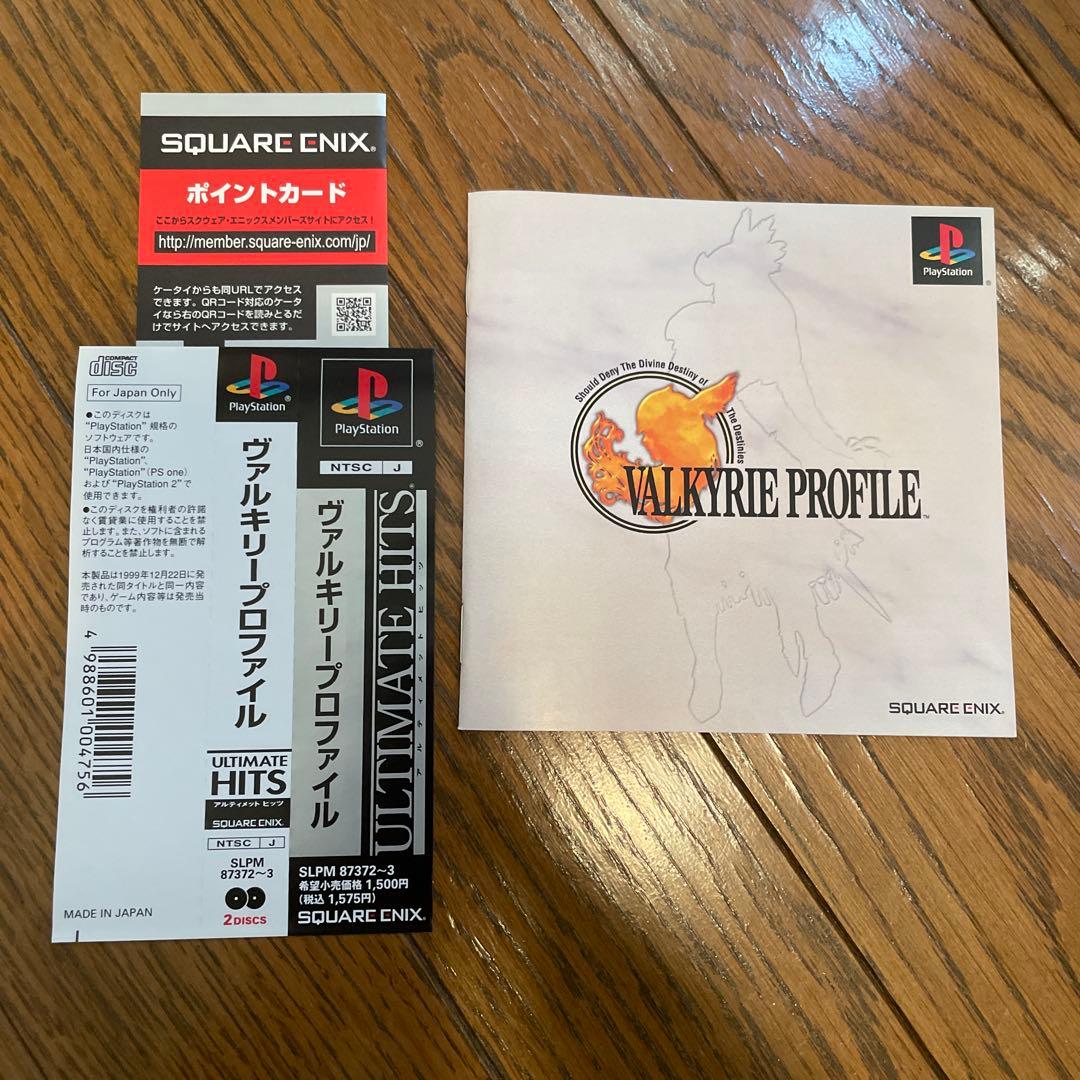 SQUARE ENIX®
ポイントカード
ここからスクウェア・エニックスメンバーズサイトにアクセス!
http://member.square-enix.com/jp/
ケータイからも同URLでアクセス
できます。QRコード対応のケータ
イなら右のQRコードを読みとるだ
けでサイトへアクセスできます。
COMPACT
disc
For Japan Only
●このディスクは
"PlayStation" 規格の
ソフトウェアです。
日本国内仕様の
"PlayStation"、
"PlayStation"(PS one)
および"PlayStation 2"で
使用できます。
●このディスクを権利者の許諾
なく賃貸業に使用することを禁
止します。また、ソフトに含まれる
プログラム等著作物を無断で解
析することを禁止します。
本製品は1999年12月22日に発
売された同タイトルと同一内容
であり、ゲーム内容等は発売当
時のものです。
4 988601 004756
MADE IN JAPAN
PlayStation®
ヴァルキリープロファイル
ULTIMATE
HITS
アルティメット ヒッツ
SQUARE ENIX®
NTSC J
SLPM
87372〜3
2 DISCS
PlayStation®
NTSC J
ヴァルキリープロファイル
ULTIMATE HITS®
アルティメットヒッツ
SLPM 87372〜3
希望小売価格 1,500円
(税込 1,575円)
SQUARE ENIX®
PlayStation®
Should Deny The Divine Destiny of
The Destinies
VALKYRIE PROFILE™
SQUARE ENIX®